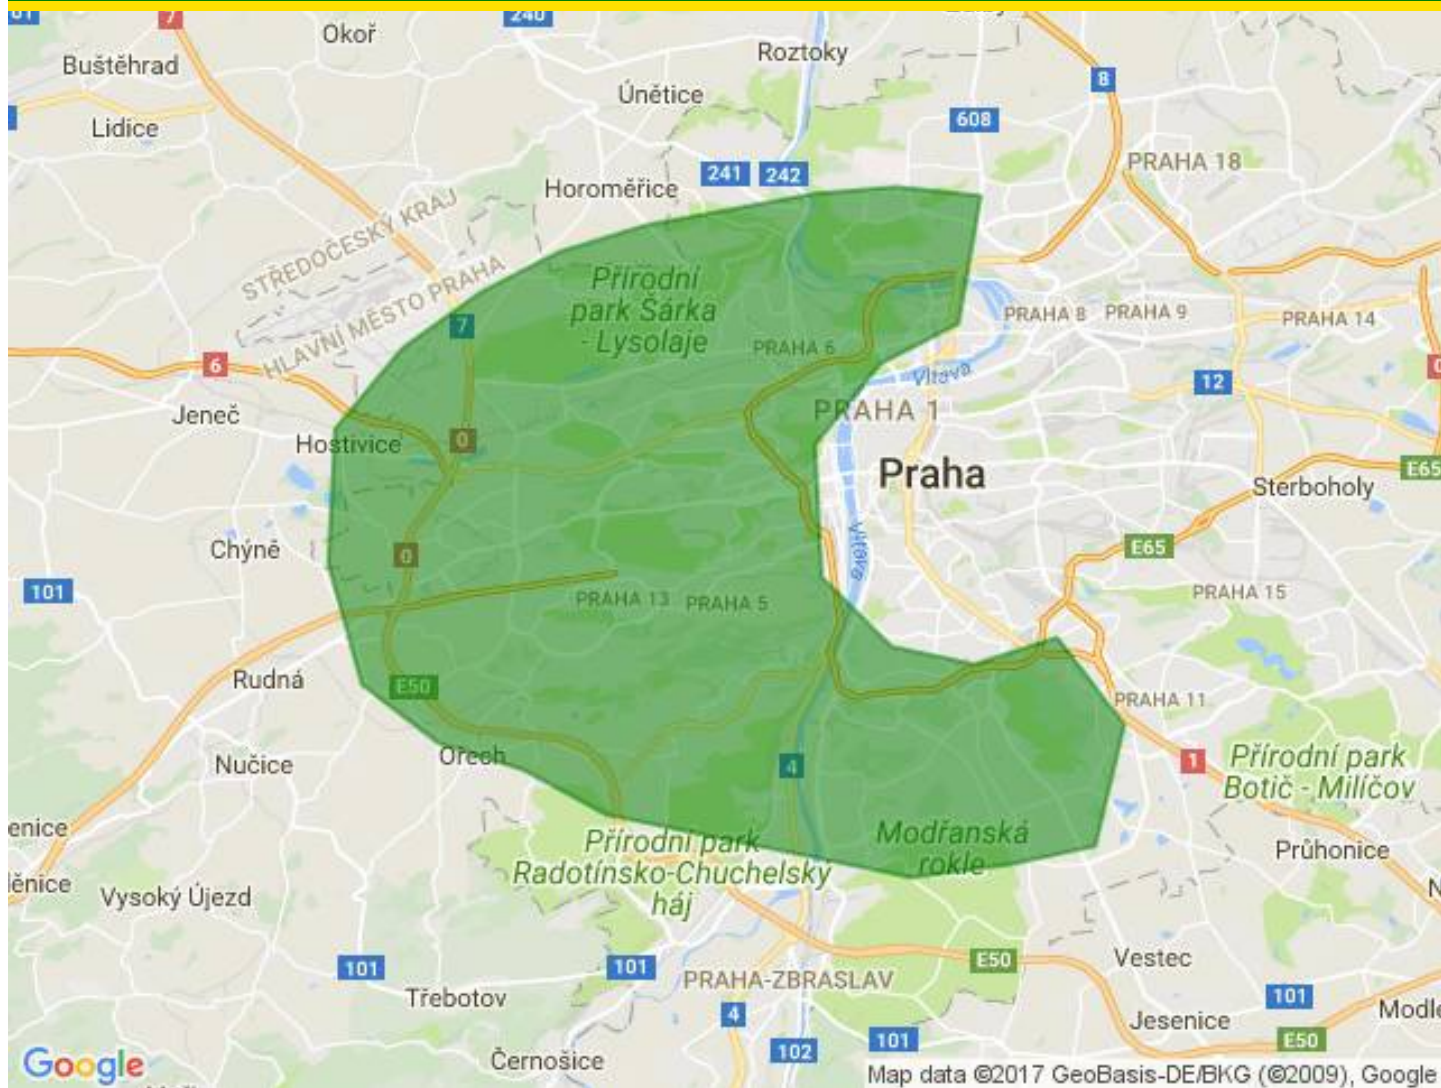 7
240
Okoř
Roztoky
Buštěhrad
8
Únětice
Lidice
608
PRAHA 18
241
242
Horoměřice
STŘEDOČESKÝ KRAJ
HLAVNÍ MĚSTO PRAHA
Přírodní
park Šárka
- Lysolaje
7
PRAHA 8
PRAHA 9
PRAHA 14
PRAHA 6
6
Vltava
12
Jeneč
PRAHA 1
Hostivice
0
Praha
E65
Sterboholy
Vltava
Chýně
0
E65
101
PRAHA 13
PRAHA 5
PRAHA 15
Rudná
E50
PRAHA 11
Ořech
Nučice
4
1
Přírodní park
Botič - Milíčov
enice
Přírodní park
Radotínsko-Chuchelský
háj
Modřanská
rokle
Průhonice
Vysoký Újezd
101
101
PRAHA-ZBRASLAV
E50
Vestec
Třebotov
4
101
Modle
Jesenice
101
E50
102
Černošice
Google
Map data ©2017 GeoBasis-DE/BKG (©2009), Google